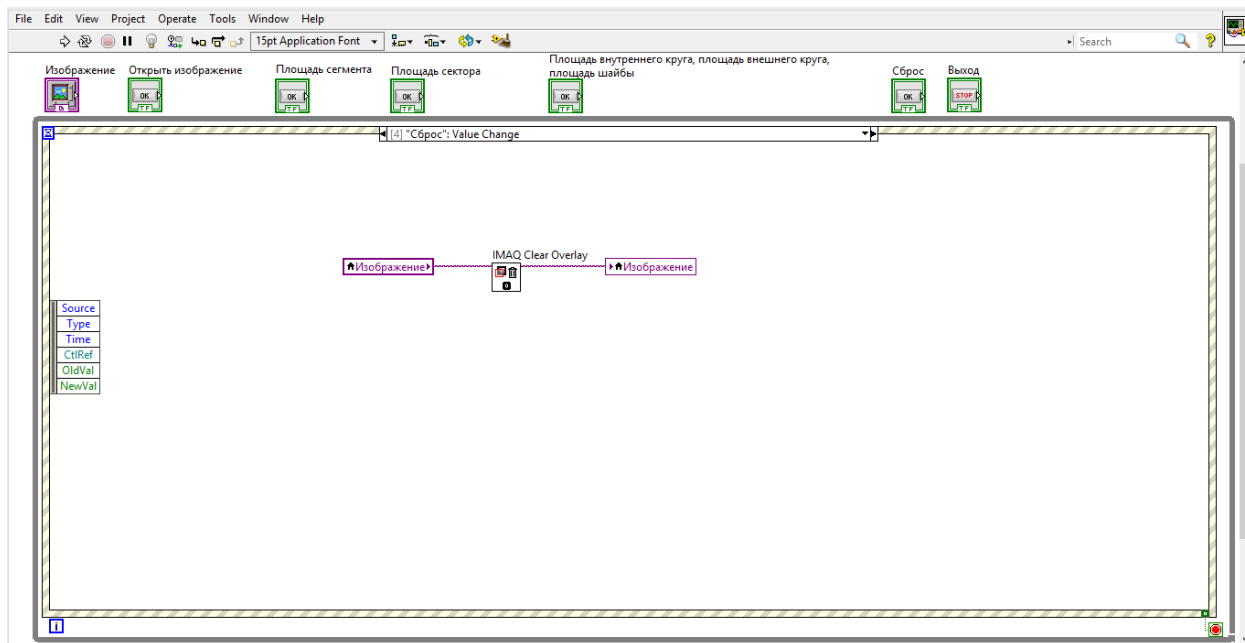 File Edit View Project Operate Tools Window Help
15pt Application Font
Search
Изображение
Открыть изображение
Площадь сегмента
Площадь сектора
Площадь внутреннего круга, площадь внешнего круга,
площадь шайбы
Сброс
Выход
OK
OK
OK
OK
OK
STOP
TF
TF
TF
TF
TF
TF
[4] "Сброс": Value Change
IMAQ Clear Overlay
Изображение
Изображение
Source
Type
Time
CtlRef
OldVal
NewVal
i